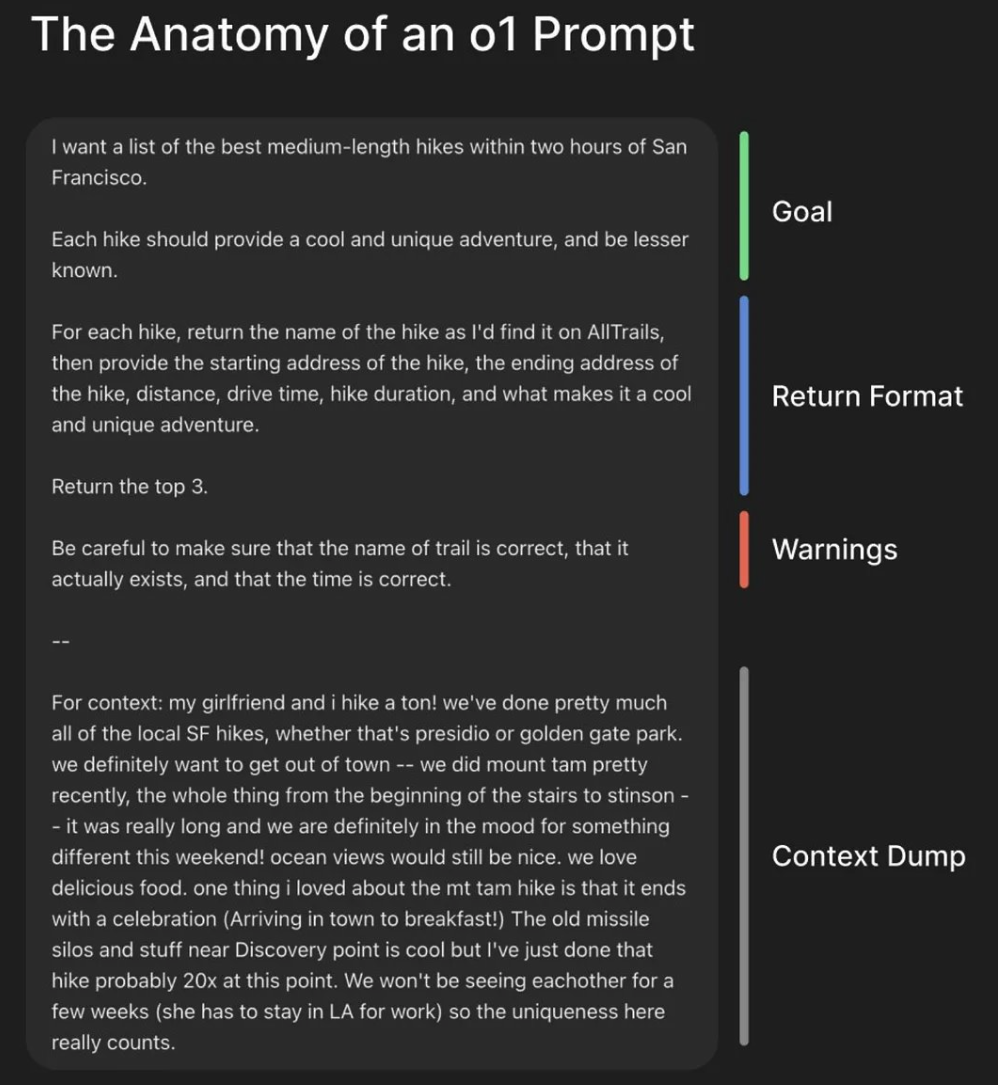 The Anatomy of an o1 Prompt
I want a list of the best medium-length hikes within two hours of San
Francisco.
Each hike should provide a cool and unique adventure, and be lesser
known.
Goal
For each hike, return the name of the hike as I'd find it on AllTrails,
then provide the starting address of the hike, the ending address of
the hike, distance, drive time, hike duration, and what makes it a cool
and unique adventure.
Return the top 3.
Return Format
Be careful to make sure that the name of trail is correct, that it
actually exists, and that the time is correct.
Warnings
--
For context: my girlfriend and i hike a ton! we've done pretty much
all of the local SF hikes, whether that's presidio or golden gate park.
we definitely want to get out of town -- we did mount tam pretty
recently, the whole thing from the beginning of the stairs to stinson -
- it was really long and we are definitely in the mood for something
different this weekend! ocean views would still be nice. we love
delicious food. one thing i loved about the mt tam hike is that it ends
with a celebration (Arriving in town to breakfast!) The old missile
silos and stuff near Discovery point is cool but I've just done that
hike probably 20x at this point. We won't be seeing eachother for a
few weeks (she has to stay in LA for work) so the uniqueness here
really counts.
Context Dump